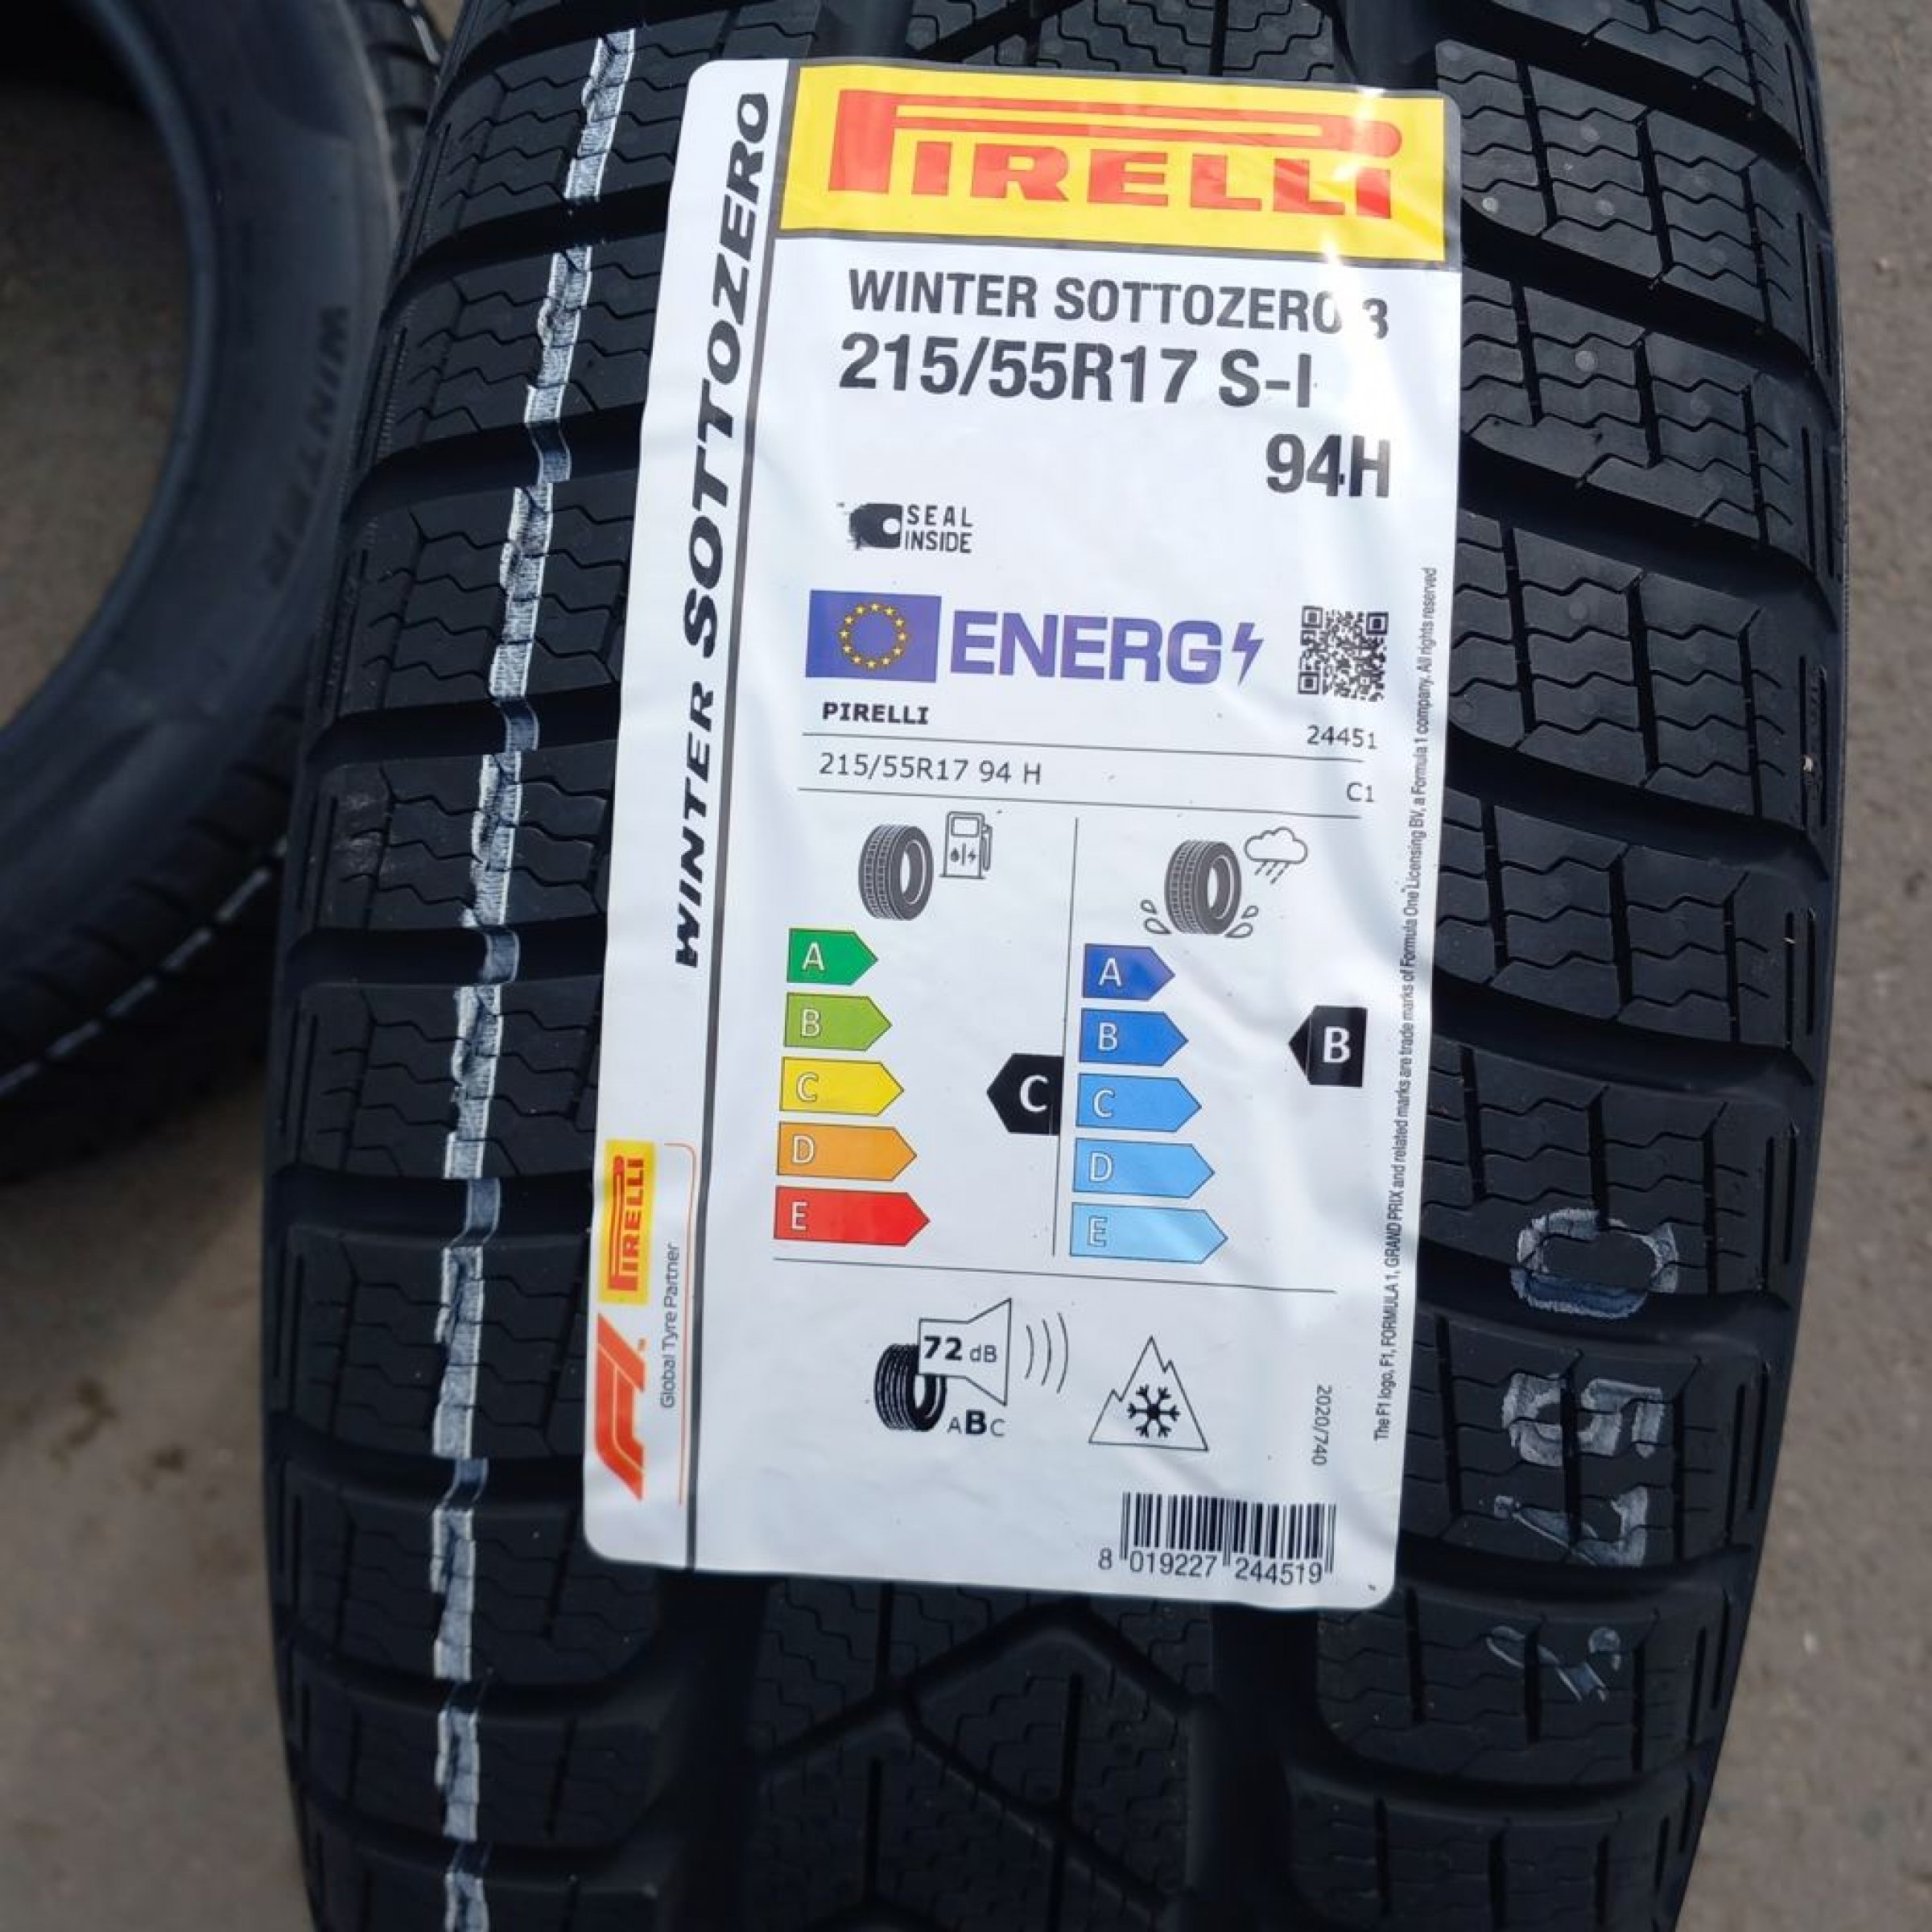 PIRELLI
WINTER SOTTOZERO
WINTER SOTTOZERO 3
215/55R17 S-I
94H
SEAL
INSIDE
ENERG
PIRELLI
24451
215/55R17 94 H
C1
A
B
C
D
E
C
A
B
C
D
E
B
72 dB
ABC
2020/740
8 019227 244519
PIRELLI
F1
Global Tyre Partner
The F1 logo, F1, FORMULA 1, GRAND PRIX and related marks are trade marks of Formula One Licensing BV, a Formula 1 company. All rights reserved
WINTER